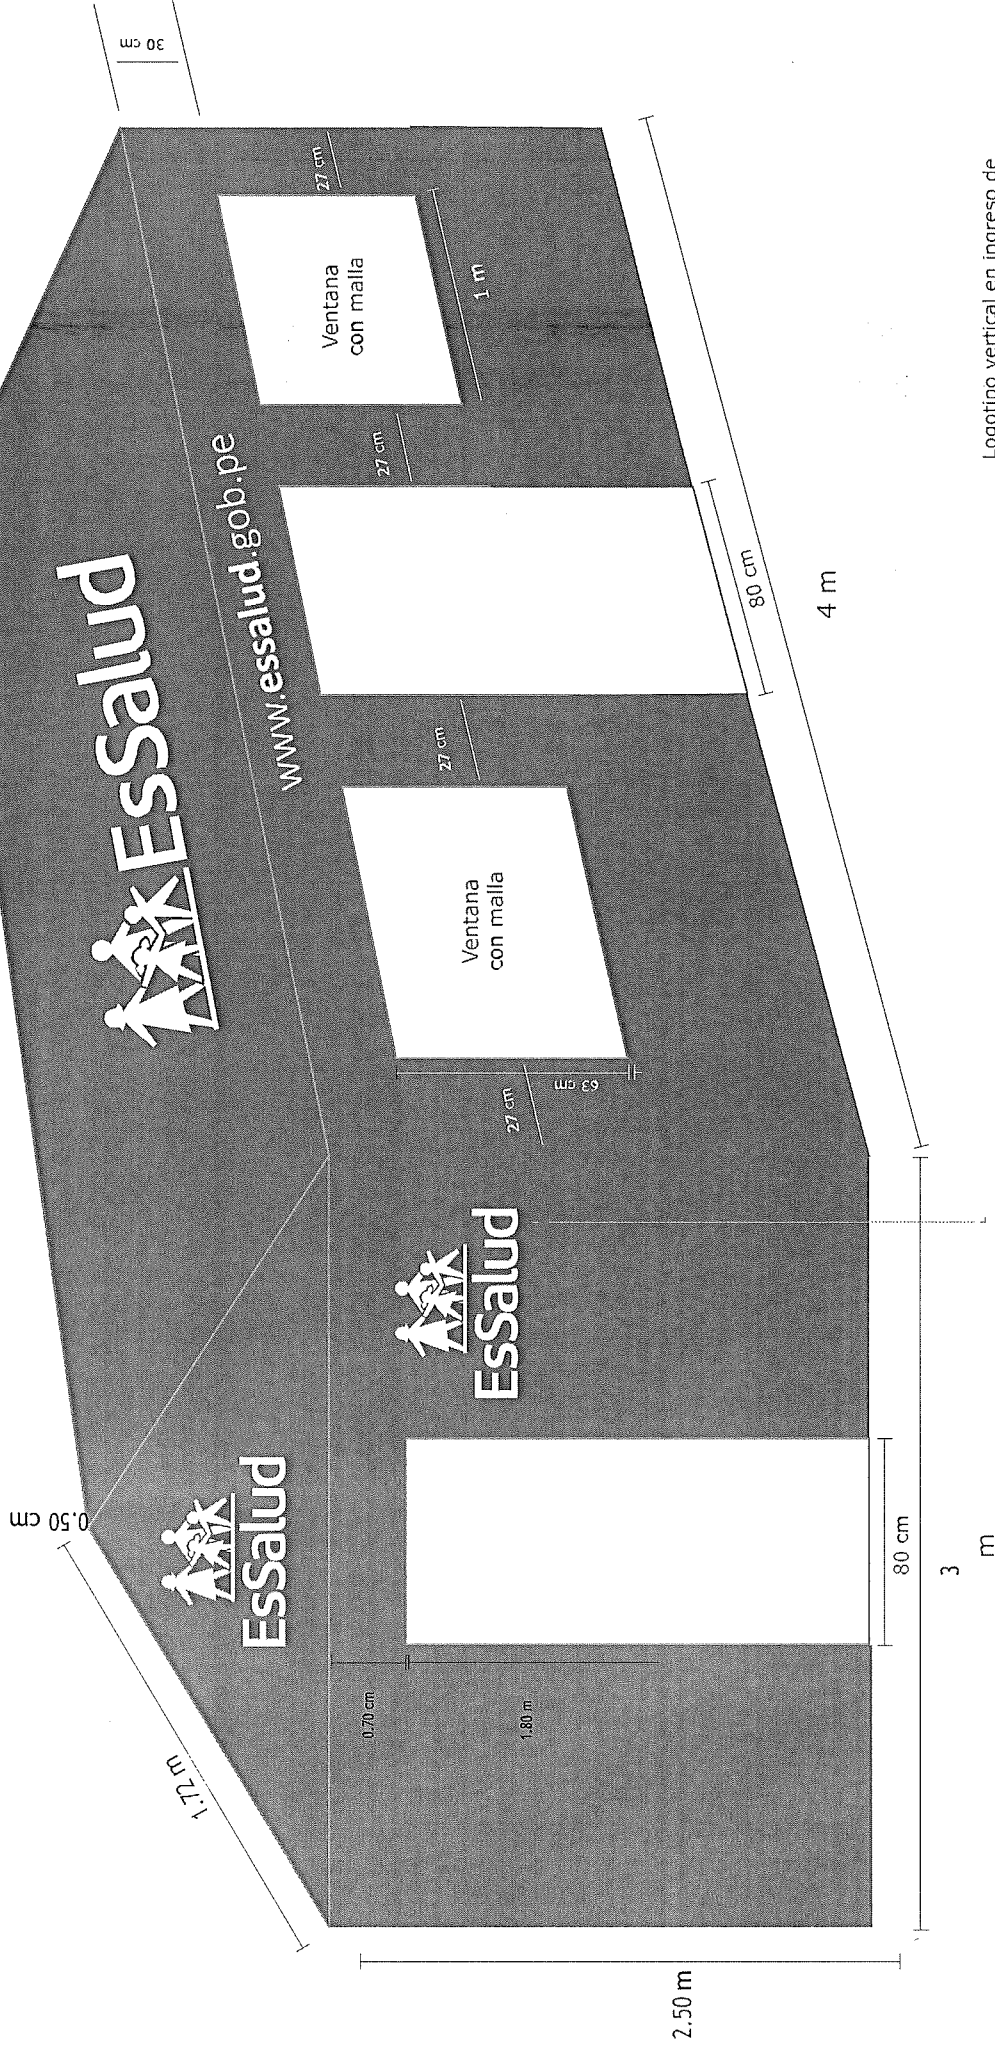 30 cm
0.50 cm
1.72 m
EsSalud
www.essalud.gob.pe
EsSalud
EsSalud
27 cm
Ventana
con malla
1 m
27 cm
27 cm
Ventana
con malla
63 cm
27 cm
0.70 cm
1.80 m
80 cm
80 cm
4 m
3
m
2.50 m
Logotipo vertical en ingreso de